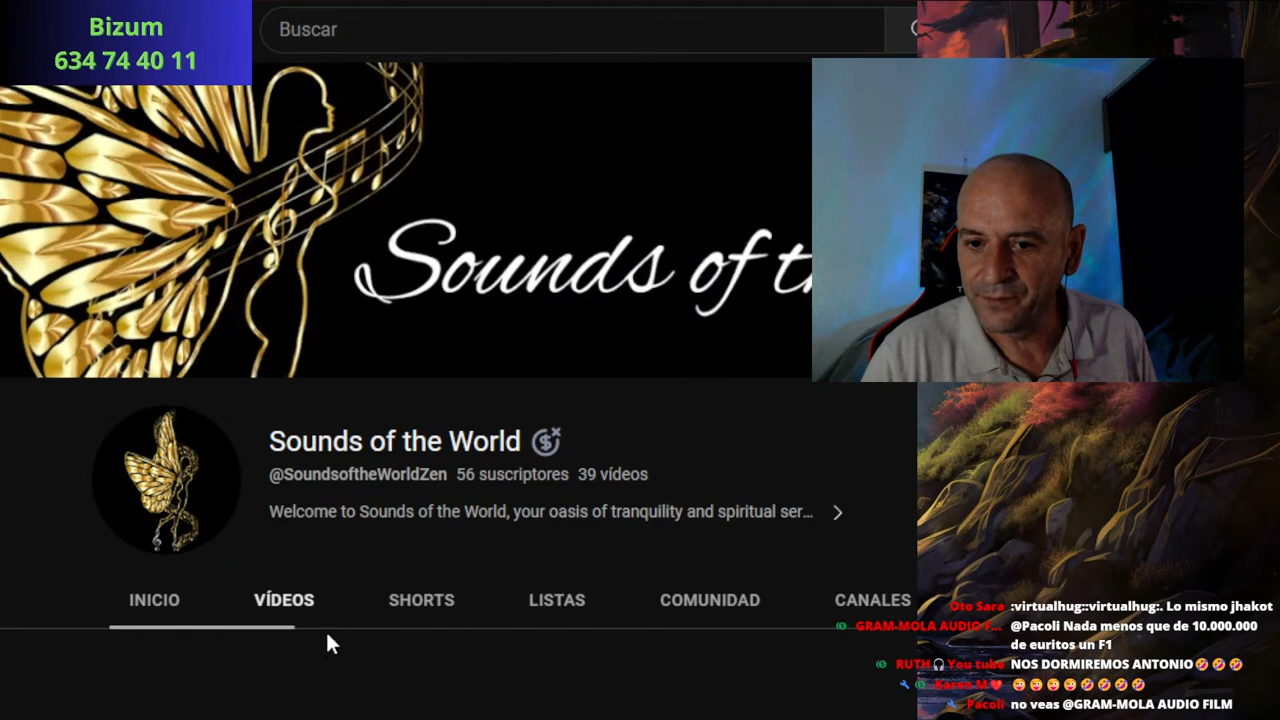 Bizum
634 74 40 11
Buscar
Sounds of
Sounds of the World
@SoundsoftheWorldZen 56 suscriptores 39 vídeos
Welcome to Sounds of the World, your oasis of tranquility and spiritual ser...
INICIO VÍDEOS SHORTS LISTAS COMUNIDAD CANALES
Oto Sara :virtualhug::virtualhug:. Lo mismo jhakot
GRAM-MOLA AUDIO F... @Pacoli Nada menos que de 10.000.000
de euritos un F1
RUTH🎧You tube NOS DORMIREMOS ANTONIO🤣🤣🤣
Karen M❤️ 😜😜😜😜🤣🤣🤣🤣
Pacoli no veas @GRAM-MOLA AUDIO FILM